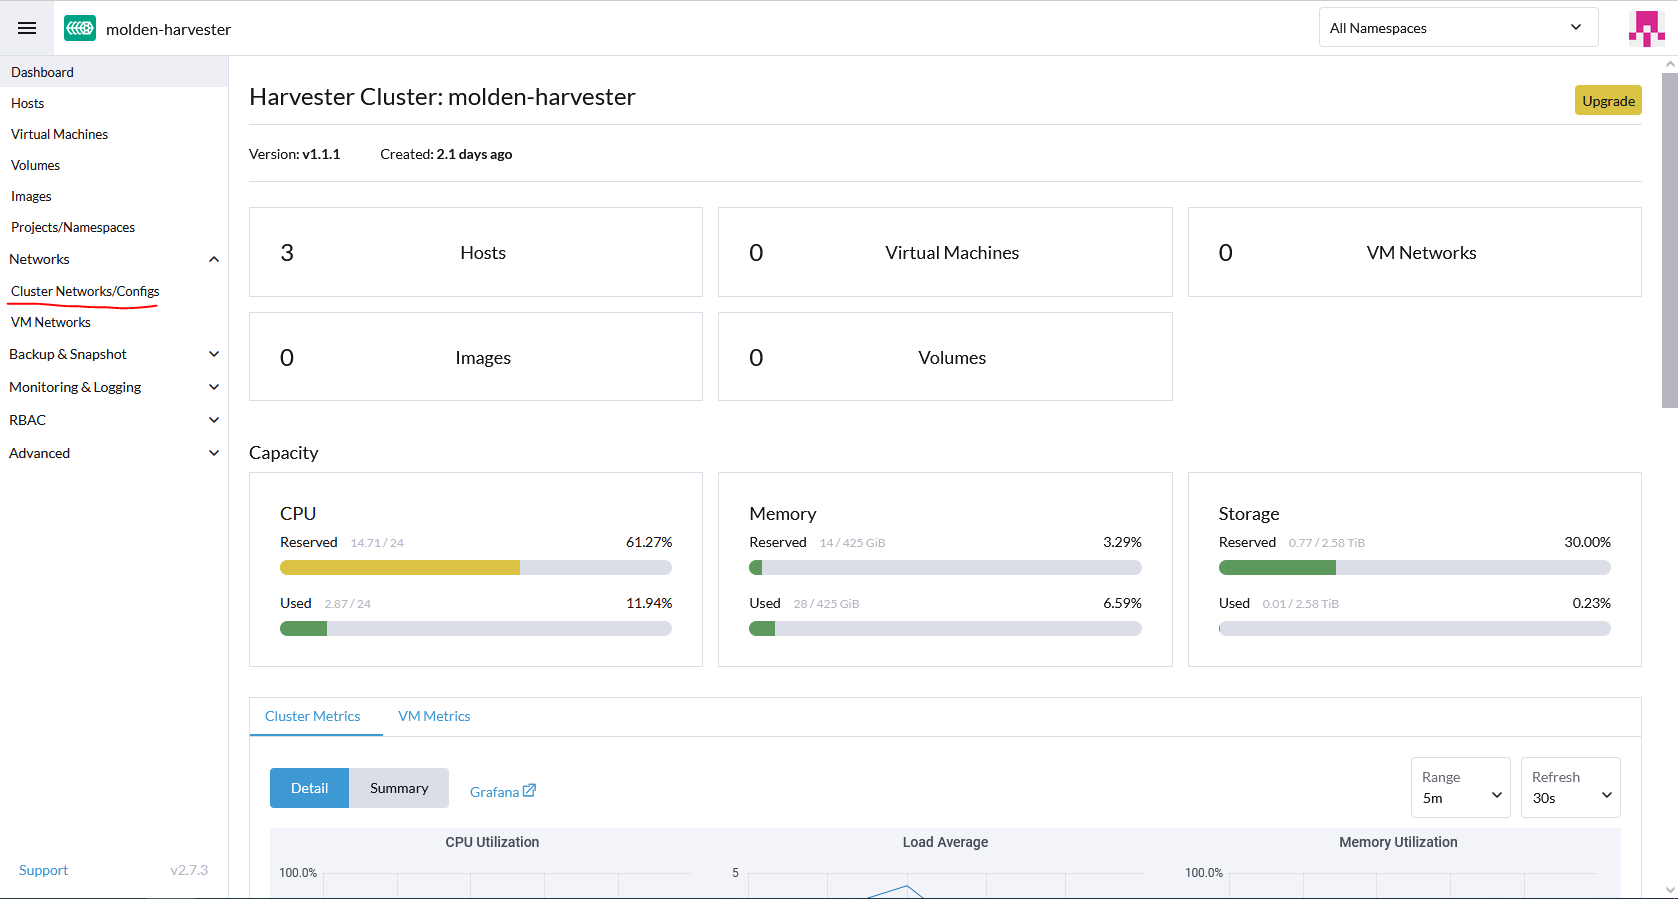 molden-harvester
All Namespaces
Dashboard
Hosts
Virtual Machines
Volumes
Images
Projects/Namespaces
Networks
Cluster Networks/Configs
VM Networks
Backup & Snapshot
Monitoring & Logging
RBAC
Advanced
Support v2.7.3
Harvester Cluster: molden-harvester
Upgrade
Version: v1.1.1 Created: 2.1 days ago
3 Hosts
0 Virtual Machines
0 VM Networks
0 Images
0 Volumes
Capacity
CPU
Reserved 14.71 / 24 61.27%
Used 2.87 / 24 11.94%
Memory
Reserved 14 / 425 GiB 3.29%
Used 28 / 425 GiB 6.59%
Storage
Reserved 0.77 / 2.58 TiB 30.00%
Used 0.01 / 2.58 TiB 0.23%
Cluster Metrics VM Metrics
Detail Summary Grafana
Range
5m
Refresh
30s
CPU Utilization
100.0%
Load Average
5
Memory Utilization
100.0%